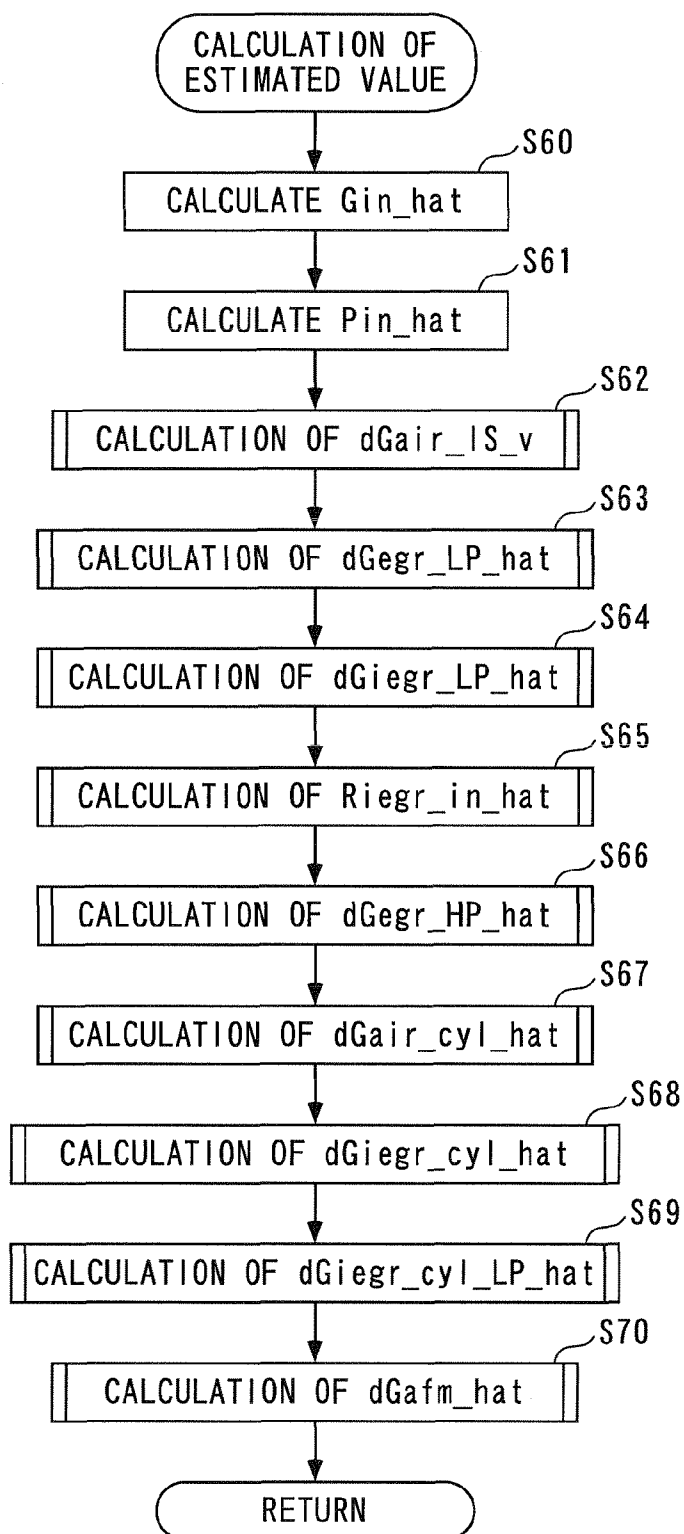 CALCULATION OF
ESTIMATED VALUE
S60
CALCULATE Gin_hat
S61
CALCULATE Pin_hat
S62
CALCULATION OF dGair_IS_v
S63
CALCULATION OF dGegr_LP_hat
S64
CALCULATION OF dGiegr_LP_hat
S65
CALCULATION OF Riegr_in_hat
S66
CALCULATION OF dGegr_HP_hat
S67
CALCULATION OF dGair_cyl_hat
S68
CALCULATION OF dGiegr_cyl_hat
S69
CALCULATION OF dGiegr_cyl_LP_hat
S70
CALCULATION OF dGafm_hat
RETURN